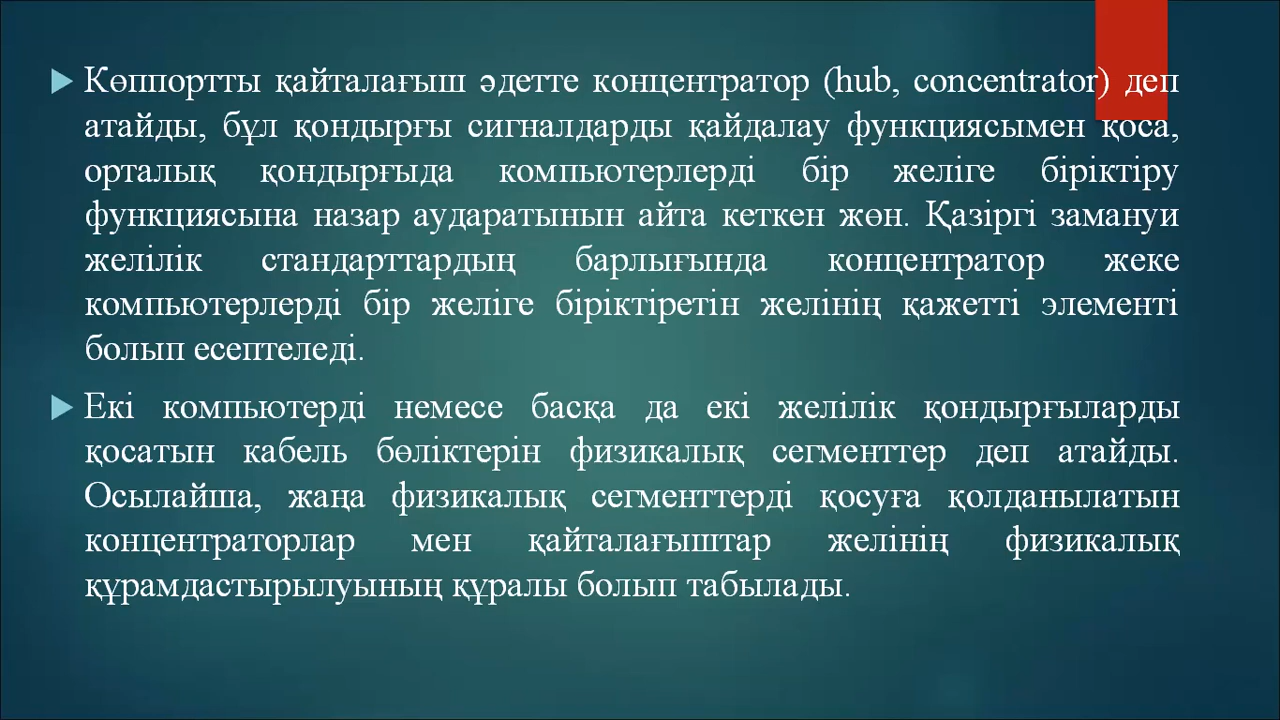 Көппортты қайталағыш әдетте концентратор (hub, concentrator) деп
атайды, бұл қондырғы сигналдарды қайдалау функциясымен қоса,
орталық қондырғыда компьютерлерді бір желіге біріктіру
функциясына назар аударатынын айта кеткен жөн. Қазіргі замануи
желілік стандарттардың барлығында концентратор жеке
компьютерлерді бір желіге біріктіретін желінің қажетті элементі
болып есептеледі.
Екі компьютерді немесе басқа да екі желілік қондырғыларды
қосатын кабель бөліктерін физикалық сегменттер деп атайды.
Осылайша, жаңа физикалық сегменттерді қосуға қолданылатын
концентраторлар мен қайталағыштар желінің физикалық
құрамдастырылуының құралы болып табылады.